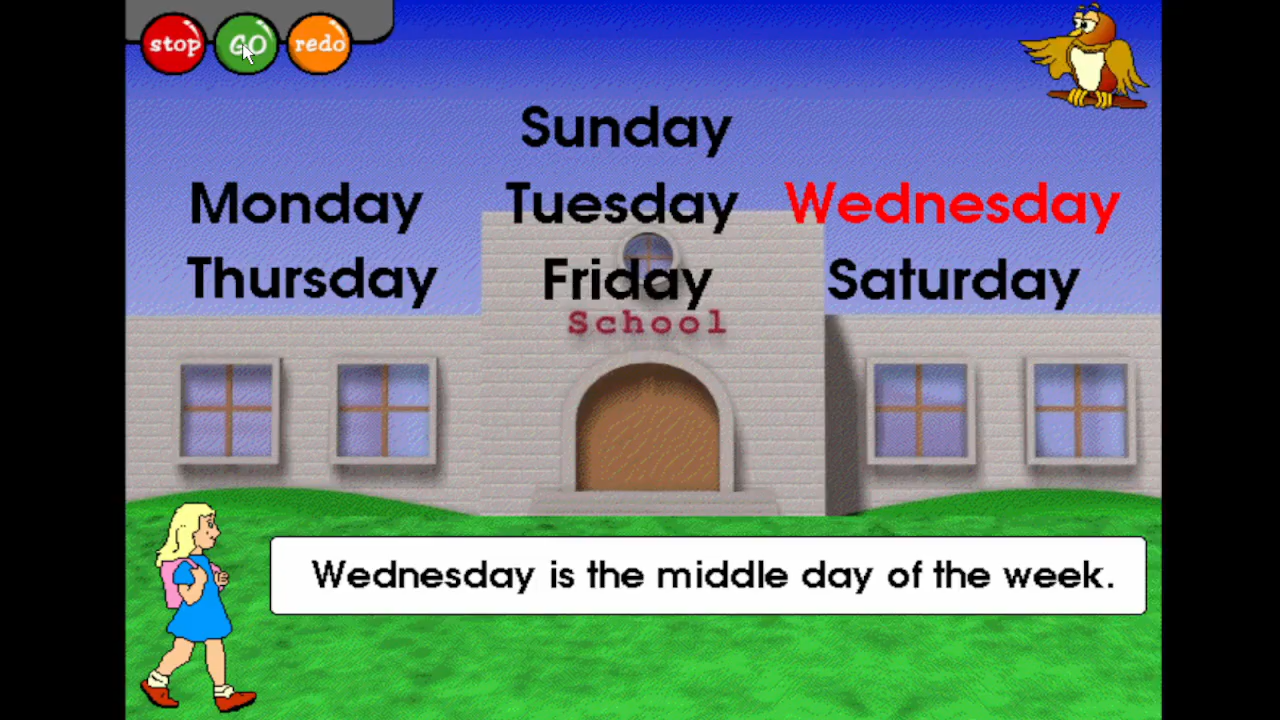 stop GO redo
Sunday
Monday Tuesday Wednesday
Thursday Friday Saturday
School
Wednesday is the middle day of the week.